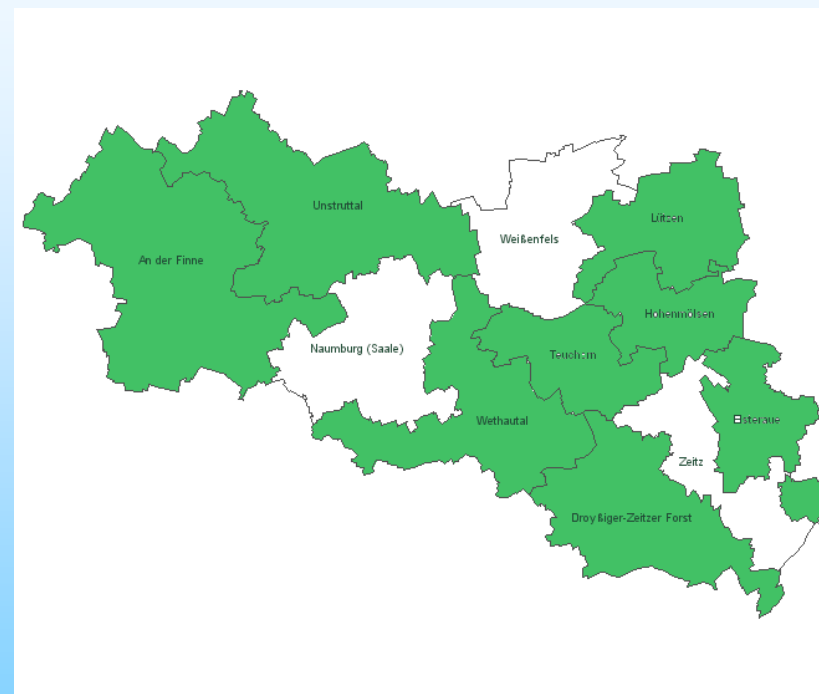 Unstruttal
Lützen
Weißenfels
An der Finne
Hohenmölsen
Naumburg (Saale)
Teuchern
Wethautal
Elsteraue
Zeitz
Droyßiger-Zeitzer Forst